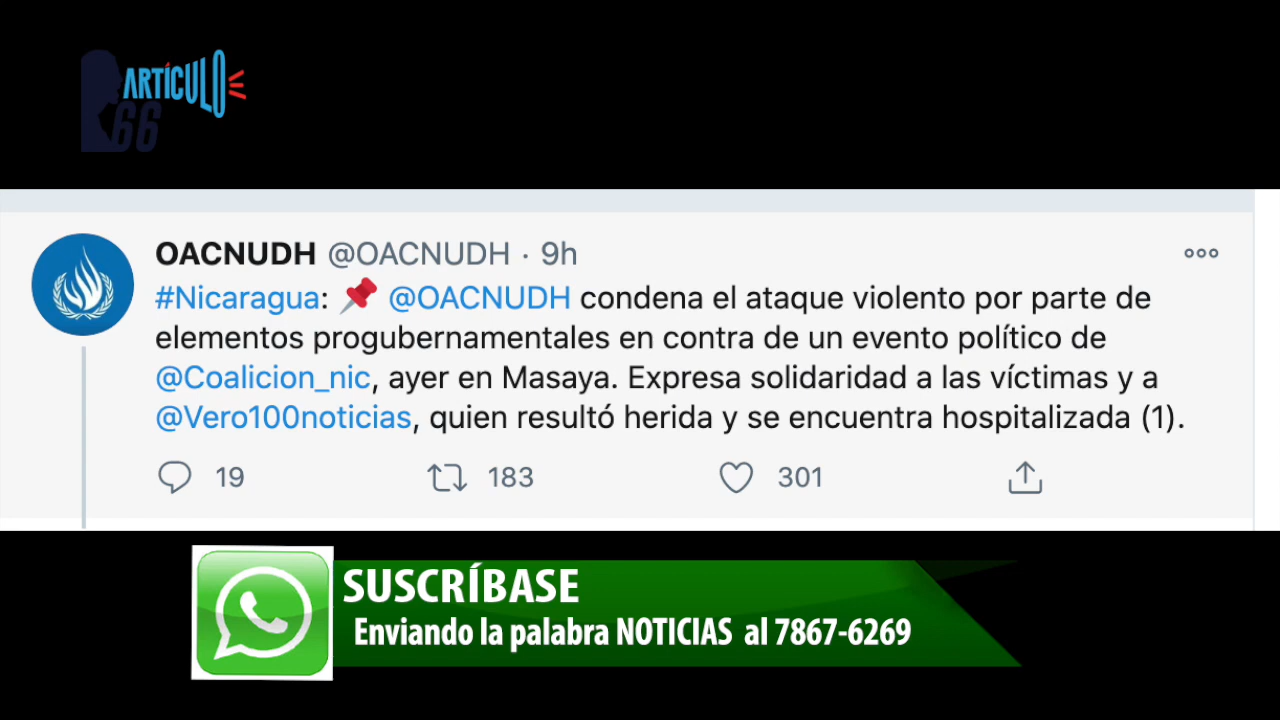 ARTÍCULO
66
OACNUDH @OACNUDH · 9h
#Nicaragua: 📌 @OACNUDH condena el ataque violento por parte de
elementos progubernamentales en contra de un evento político de
@Coalicion_nic, ayer en Masaya. Expresa solidaridad a las víctimas y a
@Vero100noticias, quien resultó herida y se encuentra hospitalizada (1).
19 183 301
SUSCRÍBASE
Enviando la palabra NOTICIAS al 7867-6269